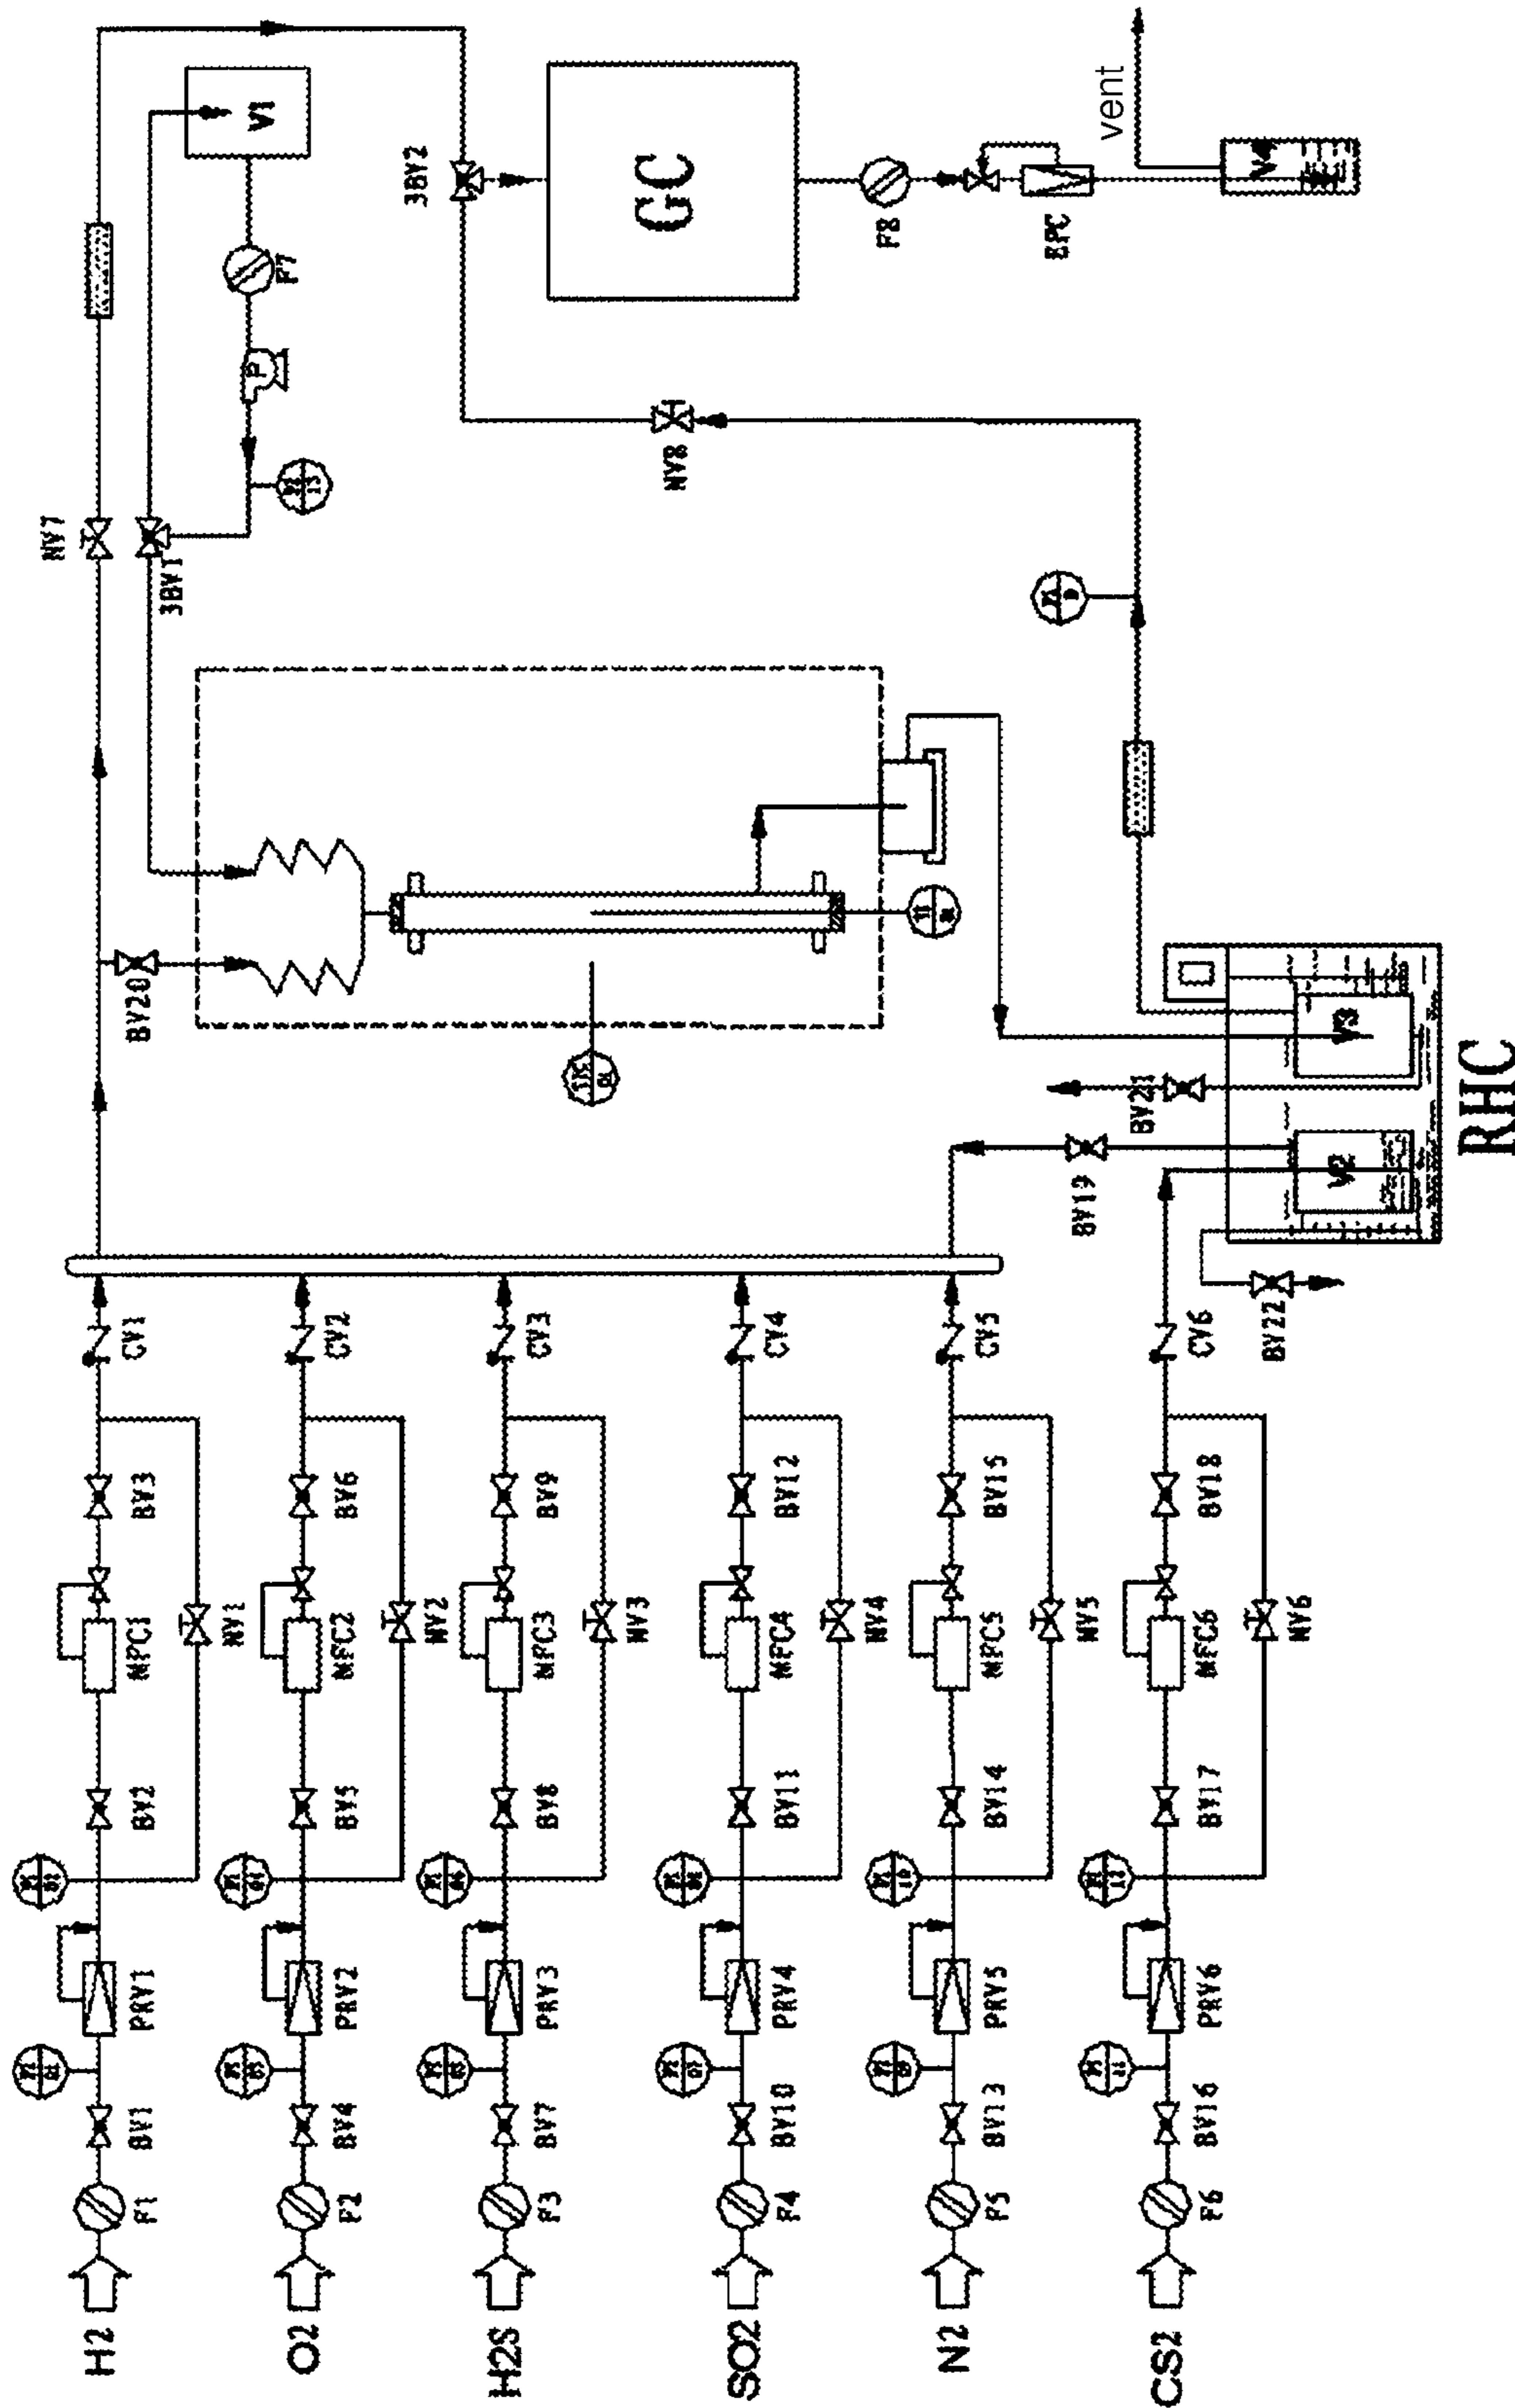 H2
F1
BV1
PRV1
BV2
MFC1
NV1
BV3
CV1
O2
F2
BV4
PRV2
BV5
MFC2
NV2
BV6
CV2
H2S
F3
BV7
PRV3
BV8
MFC3
NV3
BV9
CV3
SO2
F4
BV10
PRV4
BV11
MFC4
NV4
BV12
CV4
N2
F5
BV13
PRV5
BV14
MFC5
NV5
BV15
CV5
CS2
F6
BV16
PRV6
BV17
MFC6
NV6
BV18
CV6
BV22
BV19
BV21
V2
V3
RHC
BV20
NV7
3BV1
P
F7
V1
NV8
3BV2
GC
F8
BPC
V4
vent